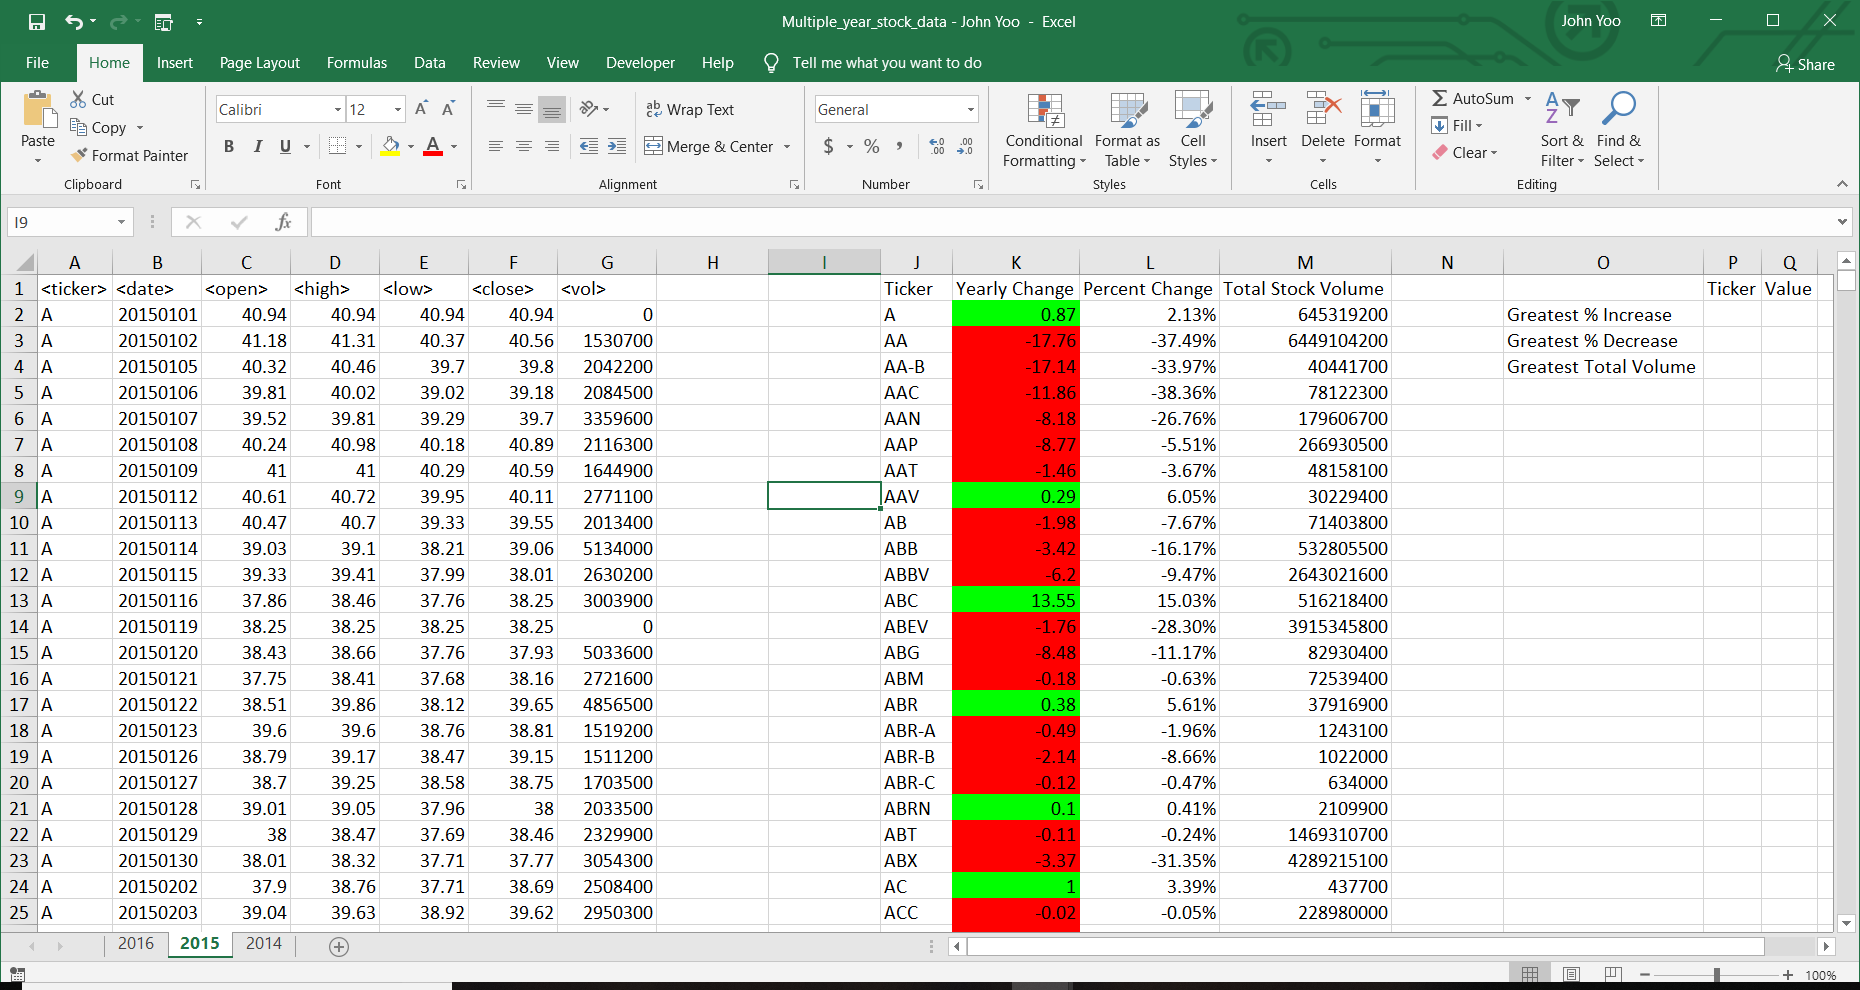 Multiple_year_stock_data - John Yoo - Excel
John Yoo
File Home Insert Page Layout Formulas Data Review View Developer Help Tell me what you want to do
Share
Paste
Cut
Copy
Format Painter
Clipboard
Calibri 12
B I U
Font
Wrap Text
Merge & Center
Alignment
General
$ % ,
Number
Conditional Formatting
Format as Table
Cell Styles
Styles
Insert Delete Format
Cells
AutoSum
Fill
Clear
Sort & Filter
Find & Select
Editing
I9
fx
A B C D E F G H I J K L M N O P Q
1 <ticker> <date> <open> <high> <low> <close> <vol> Ticker Yearly Change Percent Change Total Stock Volume Ticker Value
2 A 20150101 40.94 40.94 40.94 40.94 0 A 0.87 2.13% 645319200 Greatest % Increase
3 A 20150102 41.18 41.31 40.37 40.56 1530700 AA -17.76 -37.49% 6449104200 Greatest % Decrease
4 A 20150105 40.32 40.46 39.7 39.8 2042200 AA-B -17.14 -33.97% 40441700 Greatest Total Volume
5 A 20150106 39.81 40.02 39.02 39.18 2084500 AAC -11.86 -38.36% 78122300
6 A 20150107 39.52 39.81 39.29 39.7 3359600 AAN -8.18 -26.76% 179606700
7 A 20150108 40.24 40.98 40.18 40.89 2116300 AAP -8.77 -5.51% 266930500
8 A 20150109 41 41 40.29 40.59 1644900 AAT -1.46 -3.67% 48158100
9 A 20150112 40.61 40.72 39.95 40.11 2771100 AAV 0.29 6.05% 30229400
10 A 20150113 40.47 40.7 39.33 39.55 2013400 AB -1.98 -7.67% 71403800
11 A 20150114 39.03 39.1 38.21 39.06 5134000 ABB -3.42 -16.17% 532805500
12 A 20150115 39.33 39.41 37.99 38.01 2630200 ABBV -6.2 -9.47% 2643021600
13 A 20150116 37.86 38.46 37.76 38.25 3003900 ABC 13.55 15.03% 516218400
14 A 20150119 38.25 38.25 38.25 38.25 0 ABEV -1.76 -28.30% 3915345800
15 A 20150120 38.43 38.66 37.76 37.93 5033600 ABG -8.48 -11.17% 82930400
16 A 20150121 37.75 38.41 37.68 38.16 2721600 ABM -0.18 -0.63% 72539400
17 A 20150122 38.51 39.86 38.12 39.65 4856500 ABR 0.38 5.61% 37916900
18 A 20150123 39.6 39.6 38.76 38.81 1519200 ABR-A -0.49 -1.96% 1243100
19 A 20150126 38.79 39.17 38.47 39.15 1511200 ABR-B -2.14 -8.66% 1022000
20 A 20150127 38.7 39.25 38.58 38.75 1703500 ABR-C -0.12 -0.47% 634000
21 A 20150128 39.01 39.05 37.96 38 2033500 ABRN 0.1 0.41% 2109900
22 A 20150129 38 38.47 37.69 38.46 2329900 ABT -0.11 -0.24% 1469310700
23 A 20150130 38.01 38.32 37.71 37.77 3054300 ABX -3.37 -31.35% 4289215100
24 A 20150202 37.9 38.76 37.71 38.69 2508400 AC 1 3.39% 437700
25 A 20150203 39.04 39.63 38.92 39.62 2950300 ACC -0.02 -0.05% 228980000
2016 2015 2014
100%